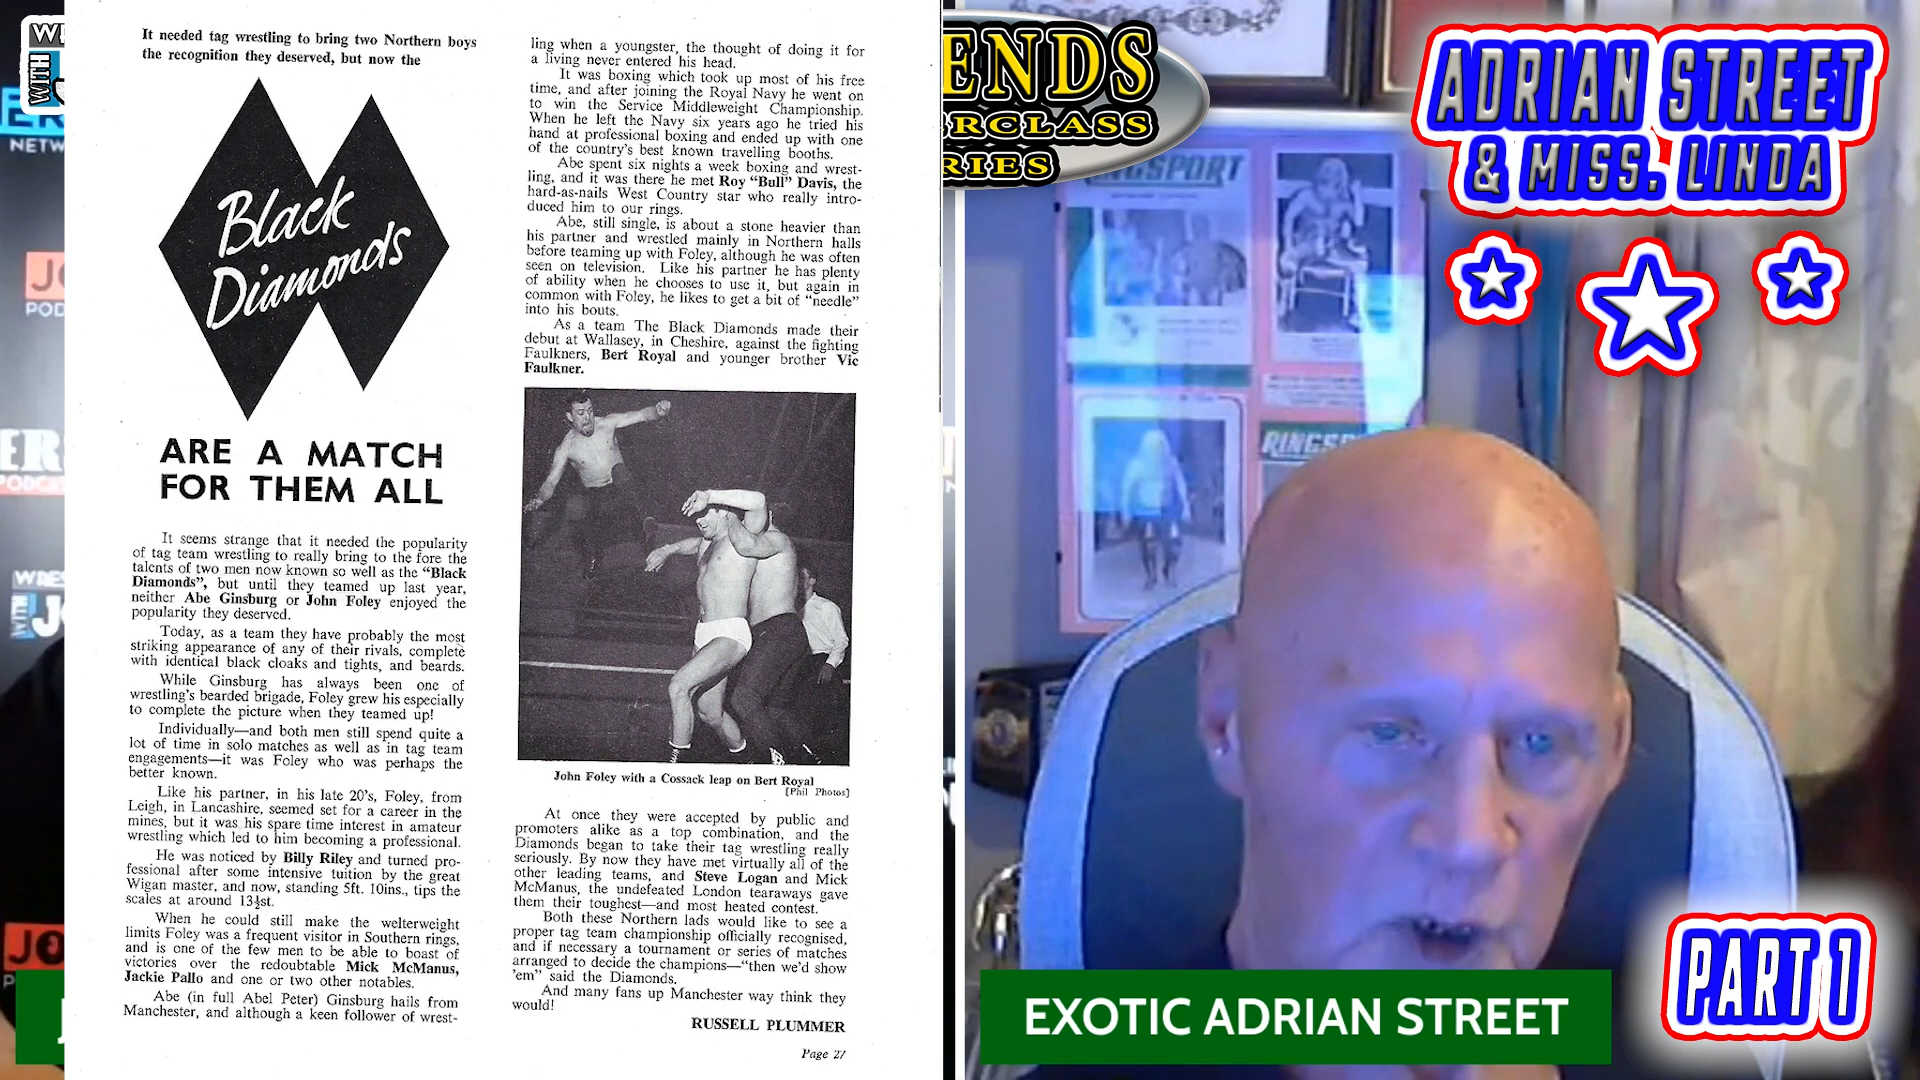 It needed tag wrestling to bring two Northern boys
the recognition they deserved, but now the
Black
Diamonds
ARE A MATCH
FOR THEM ALL
It seems strange that it needed the popularity
of tag team wrestling to really bring to the fore the
talents of two men now known so well as the “Black
Diamonds”, but until they teamed up last year,
neither Abe Ginsburg or John Foley enjoyed the
popularity they deserved.
Today, as a team they have probably the most
striking appearance of any of their rivals, complete
with identical black cloaks and tights, and beards.
While Ginsburg has always been one of
wrestling's bearded brigade, Foley grew his especially
to complete the picture when they teamed up!
Individually—and both men still spend quite a
lot of time in solo matches as well as in tag team
engagements—it was Foley who was perhaps the
better known.
Like his partner, in his late 20's, Foley, from
Leigh, in Lancashire, seemed set for a career in the
mines, but it was his spare time interest in amateur
wrestling which led to him becoming a professional.
He was noticed by Billy Riley and turned pro-
fessional after some intensive tuition by the great
Wigan master, and now, standing 5ft. 10ins., tips the
scales at around 13½st.
When he could still make the welterweight
limits Foley was a frequent visitor in Southern rings,
and is one of the few men to be able to boast of
victories over the redoubtable Mick McManus,
Jackie Pallo and one or two other notables.
Abe (in full Abel Peter) Ginsburg hails from
Manchester, and although a keen follower of wrest-
ling when a youngster, the thought of doing it for
a living never entered his head.
It was boxing which took up most of his free
time, and after joining the Royal Navy he went on
to win the Service Middleweight Championship.
When he left the Navy six years ago he tried his
hand at professional boxing and ended up with one
of the country's best known travelling booths.
Abe spent six nights a week boxing and wrest-
ling, and it was there he met Roy “Bull” Davis, the
hard-as-nails West Country star who really intro-
duced him to our rings.
Abe, still single, is about a stone heavier than
his partner and wrestled mainly in Northern halls
before teaming up with Foley, although he was often
seen on television. Like his partner he has plenty
of ability when he chooses to use it, but again in
common with Foley, he likes to get a bit of “needle”
into his bouts.
As a team The Black Diamonds made their
debut at Wallasey, in Cheshire, against the fighting
Faulkners, Bert Royal and younger brother Vic
Faulkner.
John Foley with a Cossack leap on Bert Royal
[Phil Photos]
At once they were accepted by public and
promoters alike as a top combination, and the
Diamonds began to take their tag wrestling really
seriously. By now they have met virtually all of the
other leading teams, and Steve Logan and Mick
McManus, the undefeated London tearaways gave
them their toughest—and most heated contest.
Both these Northern lads would like to see a
proper tag team championship officially recognised,
and if necessary a tournament or series of matches
arranged to decide the champions—“then we'd show
'em” said the Diamonds.
And many fans up Manchester way think they
would!
RUSSELL PLUMMER
Page 27
ENDS
RCLASS
RIES
ADRIAN STREET
& MISS. LINDA
NGSPORT
RINGSP
EXOTIC ADRIAN STREET
PART 1
WITH
NETW